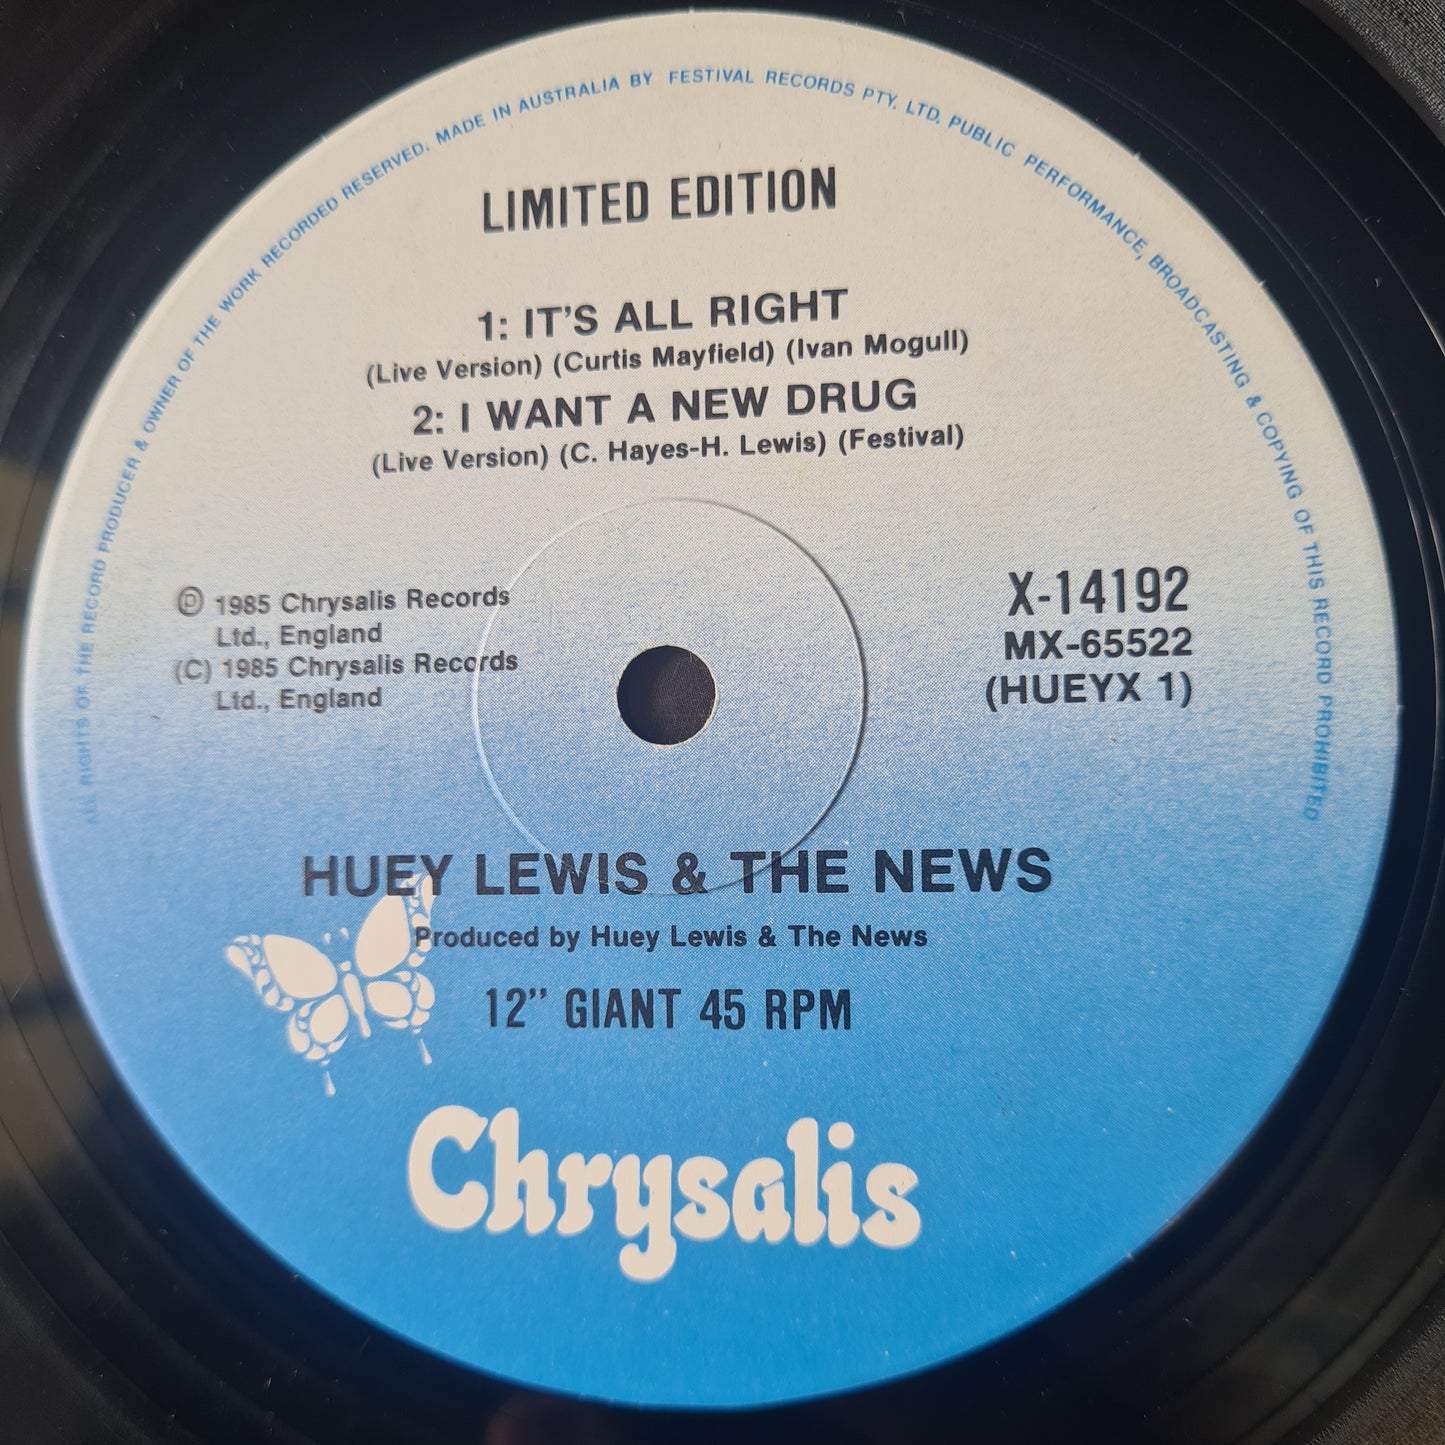 ALL RIGHTS OF THE RECORD PRODUCER & OWNER OF THE WORK RECORDED RESERVED. MADE IN AUSTRALIA BY FESTIVAL RECORDS PTY. LTD. PUBLIC PERFORMANCE, BROADCASTING & COPYING OF THIS RECORD PROHIBITED
LIMITED EDITION
1: IT'S ALL RIGHT
(Live Version) (Curtis Mayfield) (Ivan Mogull)
2: I WANT A NEW DRUG
(Live Version) (C. Hayes-H. Lewis) (Festival)
℗ 1985 Chrysalis Records
Ltd., England
(C) 1985 Chrysalis Records
Ltd., England
X-14192
MX-65522
(HUEYX 1)
HUEY LEWIS & THE NEWS
Produced by Huey Lewis & The News
12" GIANT 45 RPM
Chrysalis